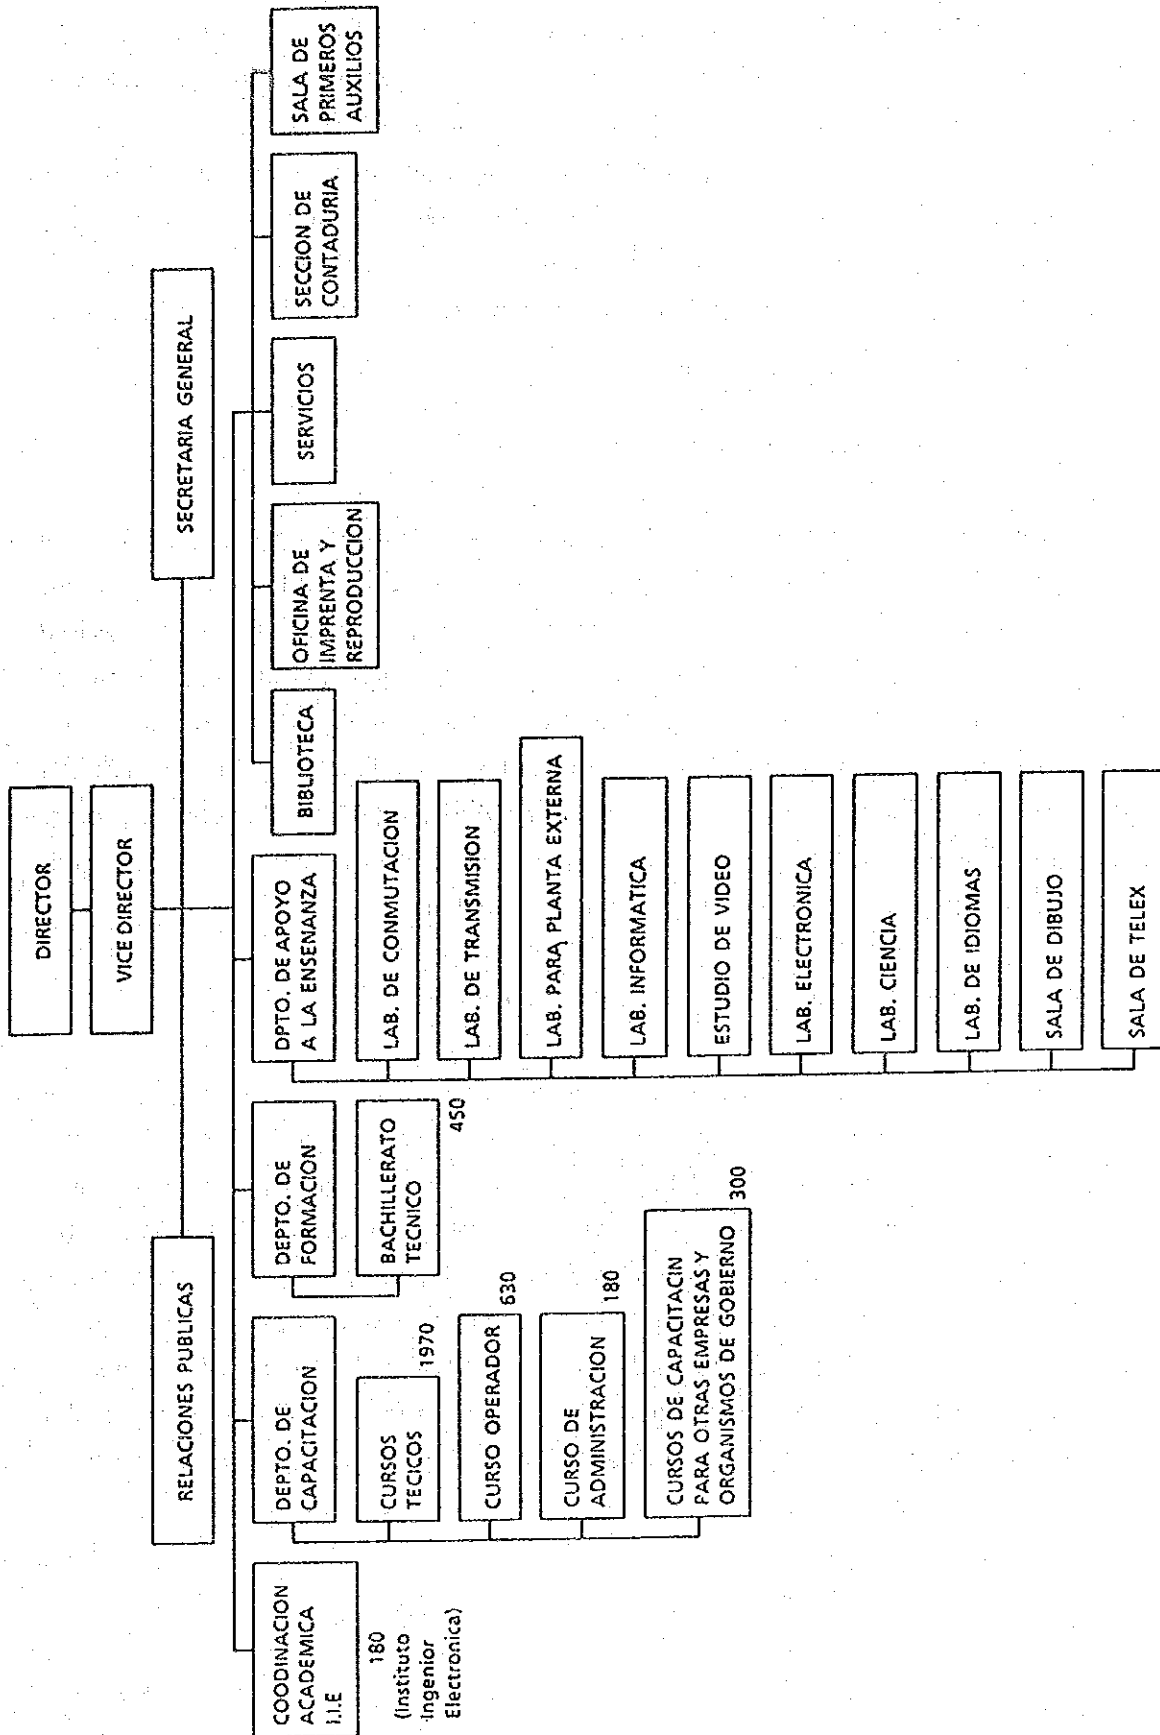 DIRECTOR
VICE DIRECTOR
RELACIONES PUBLICAS
SECRETARIA GENERAL
COODINACION
ACADEMICA
I.I.E
180
(Instituto
Ingenior
Electronica)
DEPTO. DE
CAPACITACION
CURSOS
TECICOS
1970
CURSO OPERADOR
630
CURSO DE
ADMINISTRACION
180
CURSOS DE CAPACITACIN
PARA OTRAS EMPRESAS Y
ORGANISMOS DE GOBIERNO
300
DEPTO. DE
FORMACION
BACHILLERATO
TECNICO
450
DPTO. DE APOYO
A LA ENSENANZA
LAB. DE CONMUTACION
LAB. DE TRANSMISION
LAB. PARA PLANTA EXTERNA
LAB. INFORMATICA
ESTUDIO DE VIDEO
LAB. ELECTRONICA
LAB. CIENCIA
LAB. DE IDIOMAS
SALA DE DIBUJO
SALA DE TELEX
BIBLIOTECA
OFICINA DE
IMPRENTA Y
REPRODUCCION
SERVICIOS
SECCION DE
CONTADURIA
SALA DE
PRIMEROS
AUXILIOS